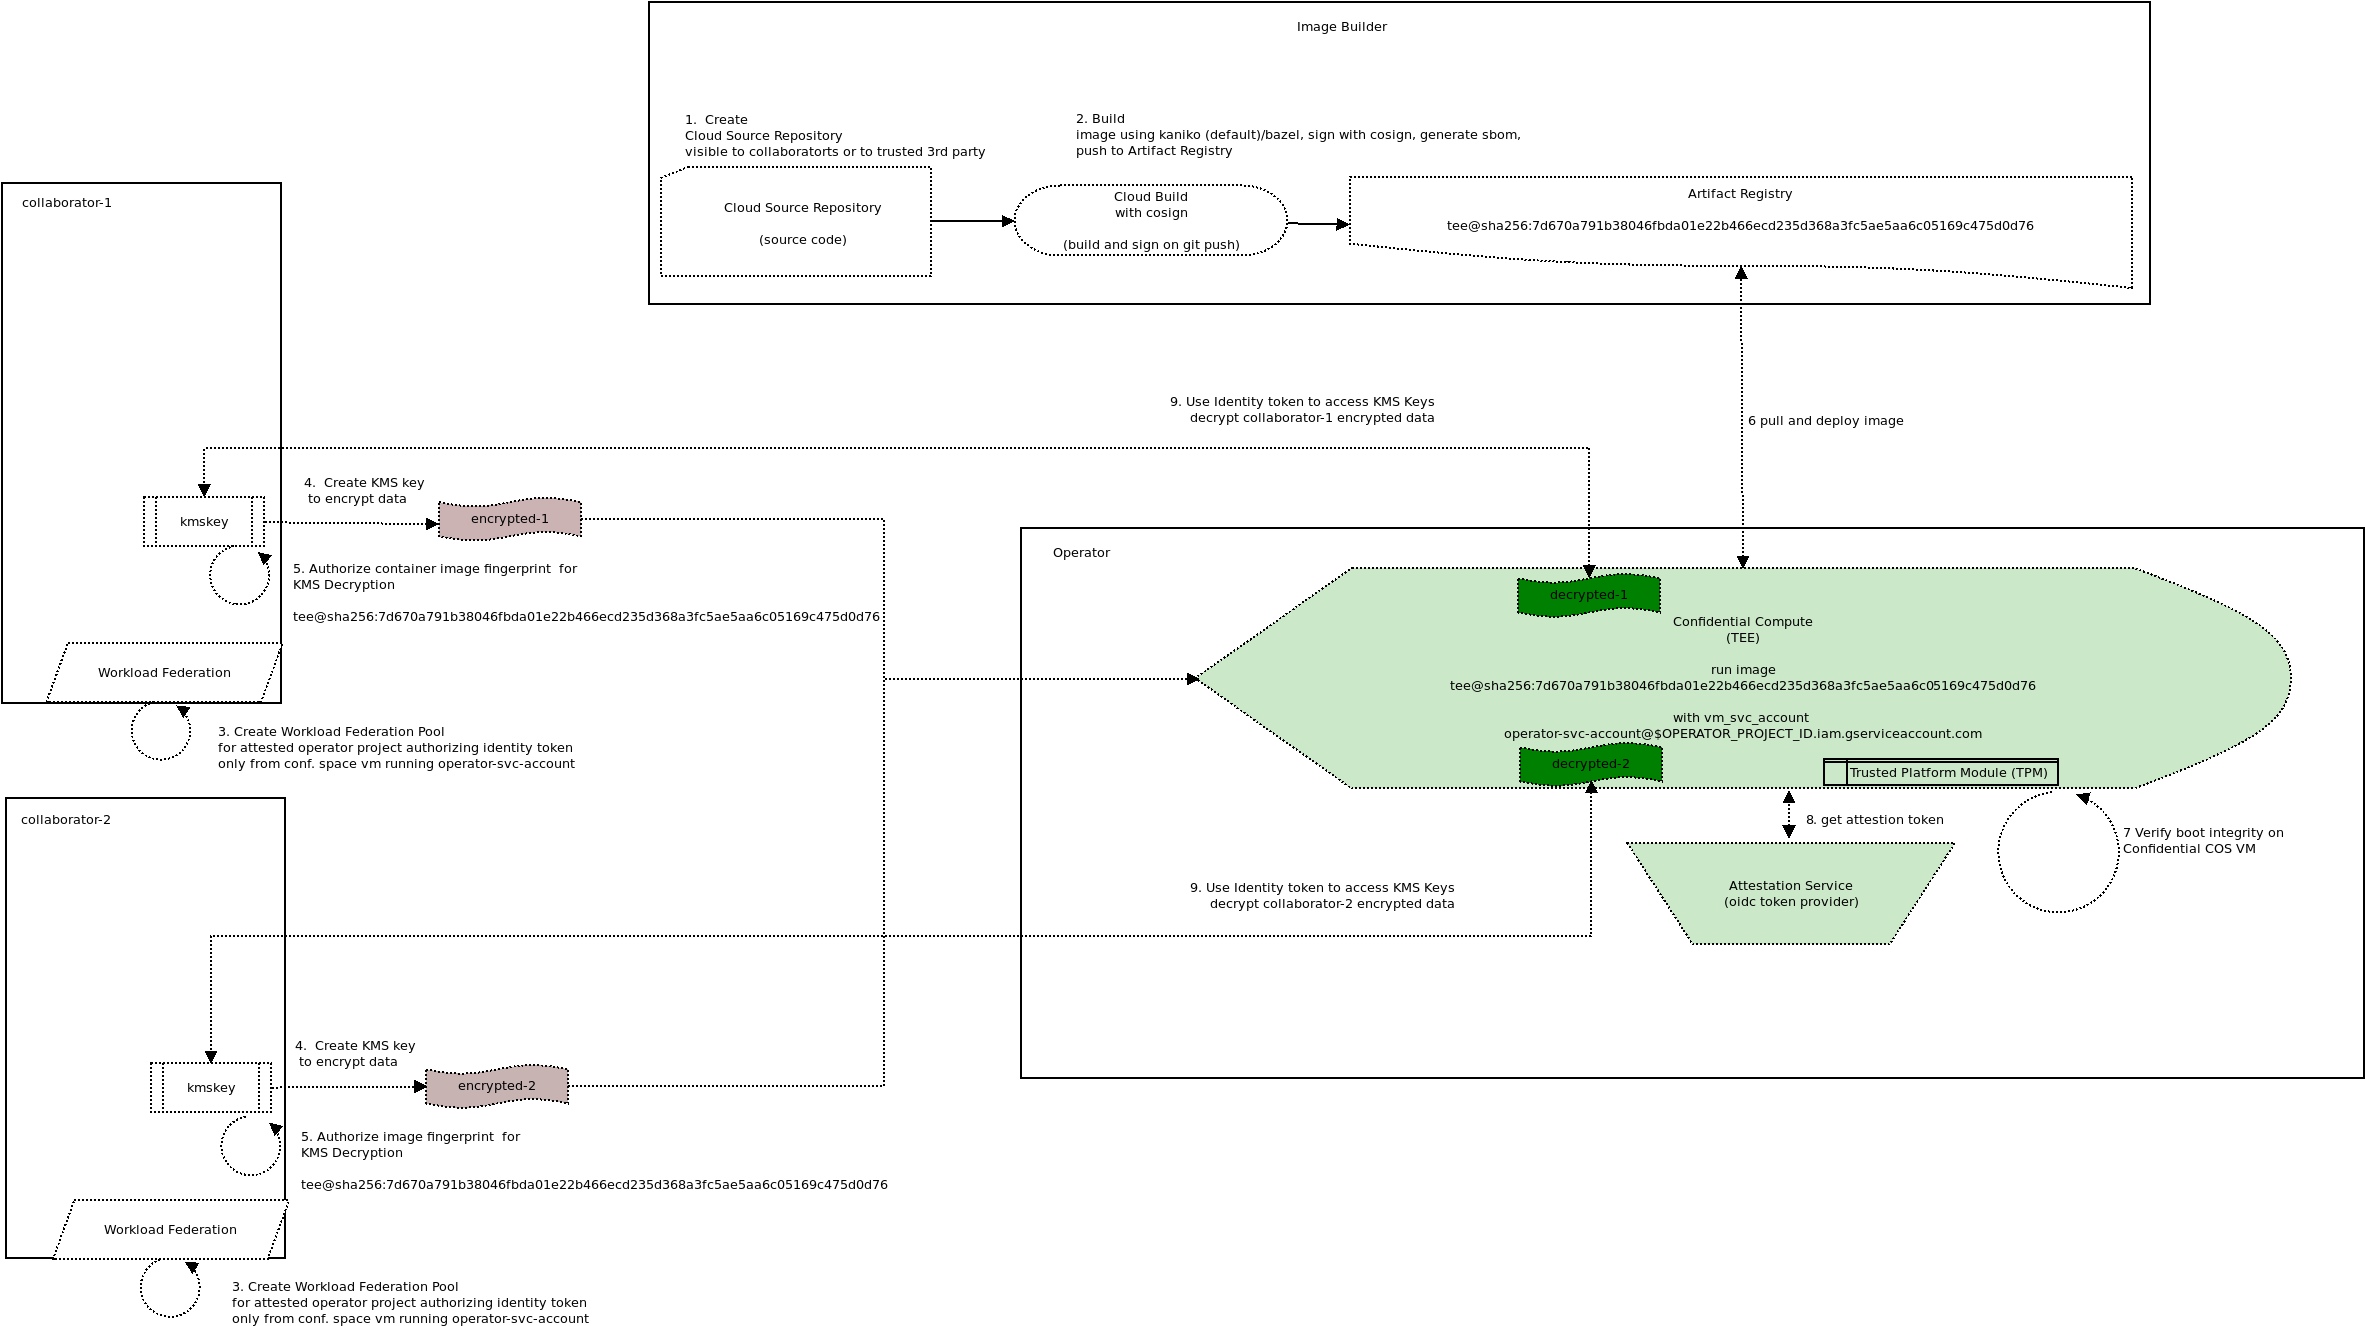 Image Builder
1.  Create
Cloud Source Repository
visible to collaboratorts or to trusted 3rd party
2. Build
image using kaniko (default)/bazel, sign with cosign, generate sbom,
push to Artifact Registry
Cloud Source Repository
(source code)
Cloud Build
with cosign
(build and sign on git push)
Artifact Registry
tee@sha256:7d670a791b38046fbda01e22b466ecd235d368a3fc5ae5aa6c05169c475d0d76
collaborator-1
9. Use Identity token to access KMS Keys
decrypt collaborator-1 encrypted data
6 pull and deploy image
kmskey
4.  Create KMS key
to encrypt data
encrypted-1
5. Authorize container image fingerprint  for
KMS Decryption
tee@sha256:7d670a791b38046fbda01e22b466ecd235d368a3fc5ae5aa6c05169c475d0d76
Workload Federation
3. Create Workload Federation Pool
for attested operator project authorizing identity token
only from conf. space vm running operator-svc-account
Operator
decrypted-1
Confidential Compute
(TEE)
run image
tee@sha256:7d670a791b38046fbda01e22b466ecd235d368a3fc5ae5aa6c05169c475d0d76
with vm_svc_account
operator-svc-account@$OPERATOR_PROJECT_ID.iam.gserviceaccount.com
decrypted-2
Trusted Platform Module (TPM)
8. get attestion token
7 Verify boot integrity on
Confidential COS VM
Attestation Service
(oidc token provider)
9. Use Identity token to access KMS Keys
decrypt collaborator-2 encrypted data
collaborator-2
kmskey
4.  Create KMS key
to encrypt data
encrypted-2
5. Authorize image fingerprint  for
KMS Decryption
tee@sha256:7d670a791b38046fbda01e22b466ecd235d368a3fc5ae5aa6c05169c475d0d76
Workload Federation
3. Create Workload Federation Pool
for attested operator project authorizing identity token
only from conf. space vm running operator-svc-account